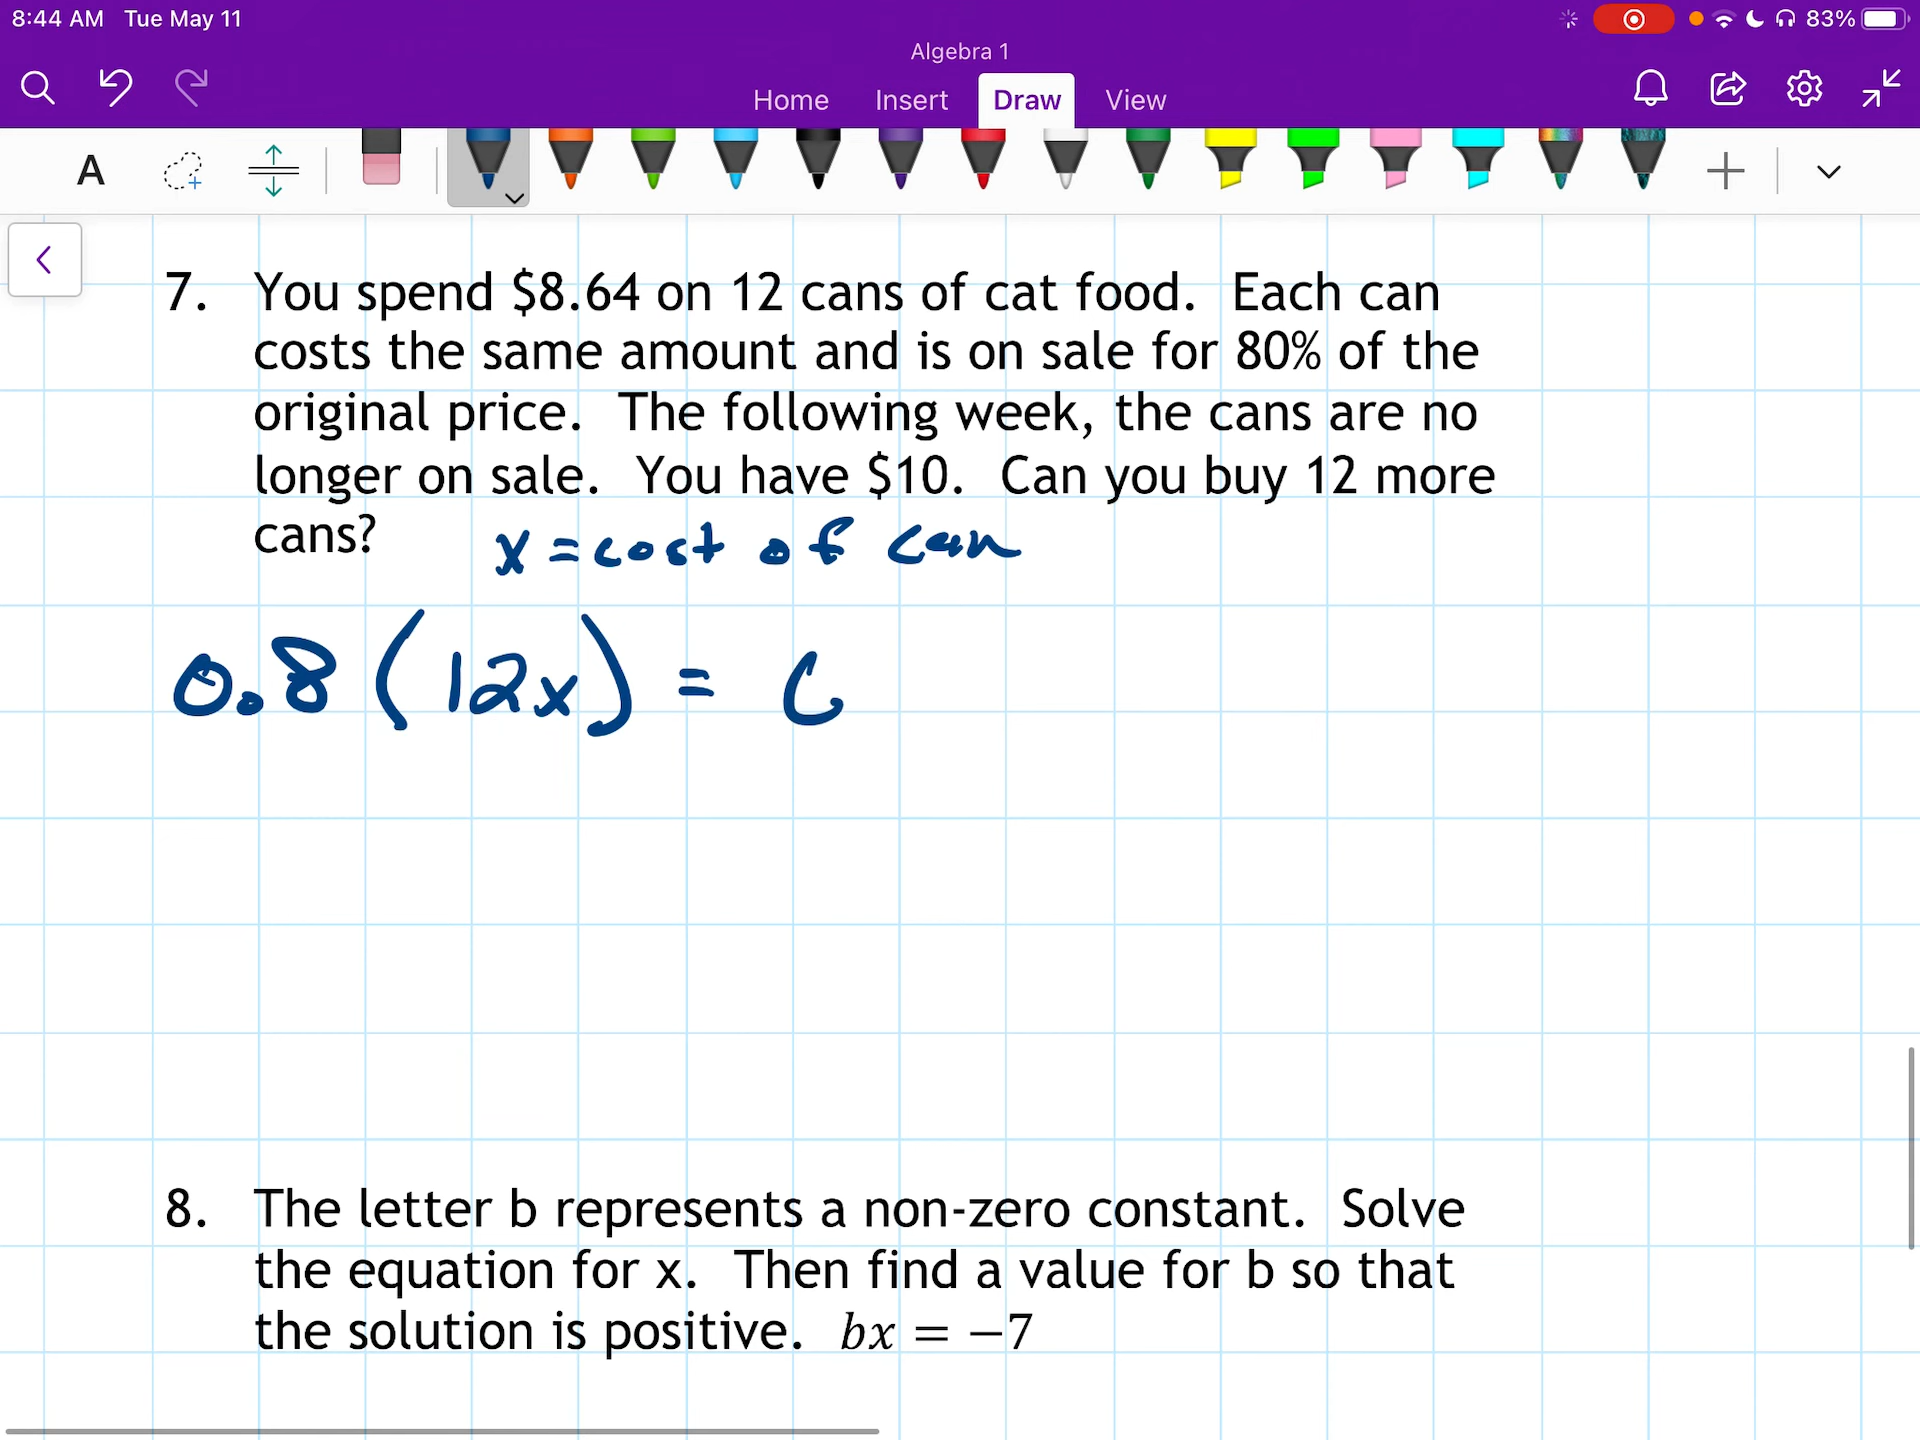 8:44 AM Tue May 11
83%
Algebra 1
Home Insert Draw View
A
7. You spend $8.64 on 12 cans of cat food. Each can
costs the same amount and is on sale for 80% of the
original price. The following week, the cans are no
longer on sale. You have $10. Can you buy 12 more
cans?
x = cost of can
0.8 (12x) =
8. The letter b represents a non-zero constant. Solve
the equation for x. Then find a value for b so that
the solution is positive. bx = −7